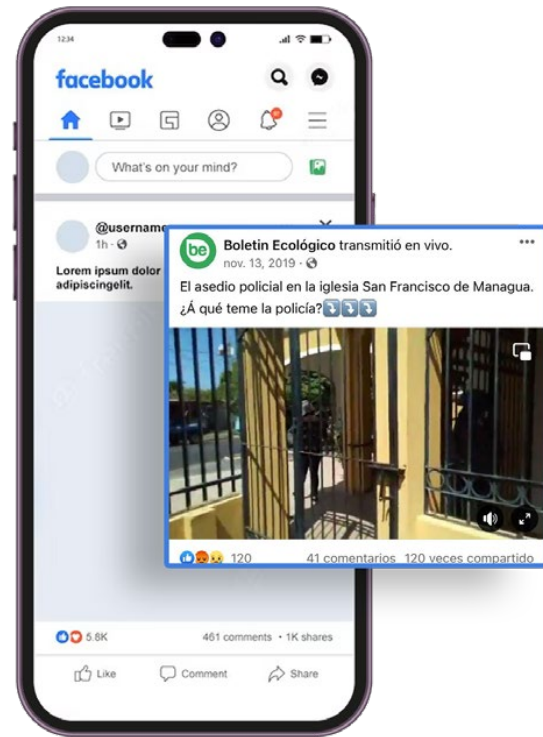 12:34
facebook
What's on your mind?
@username
1h
Lorem ipsum dolor
adipiscingelit.
be
Boletin Ecológico transmitió en vivo.
nov. 13, 2019 ·
El asedio policial en la iglesia San Francisco de Managua.
¿Á qué teme la policía?
120
41 comentarios 120 veces compartido
5.8K
461 comments • 1K shares
Like
Comment
Share